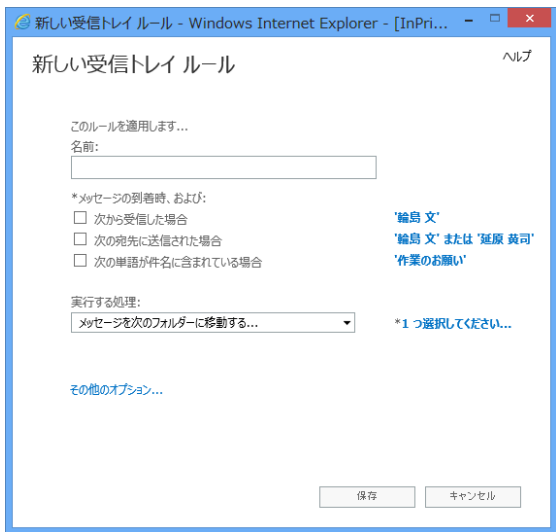 新しい受信トレイ ルール - Windows Internet Explorer - [InPri...
新しい受信トレイ ルール
ヘルプ
このルールを適用します...
名前:
*メッセージの到着時、および:
次から受信した場合
'輪島 文'
次の宛先に送信された場合
'輪島 文' または '延原 黄司'
次の単語が件名に含まれている場合
'作業のお願い'
実行する処理:
メッセージを次のフォルダーに移動する...
*1 つ選択してください...
その他のオプション...
保存
キャンセル